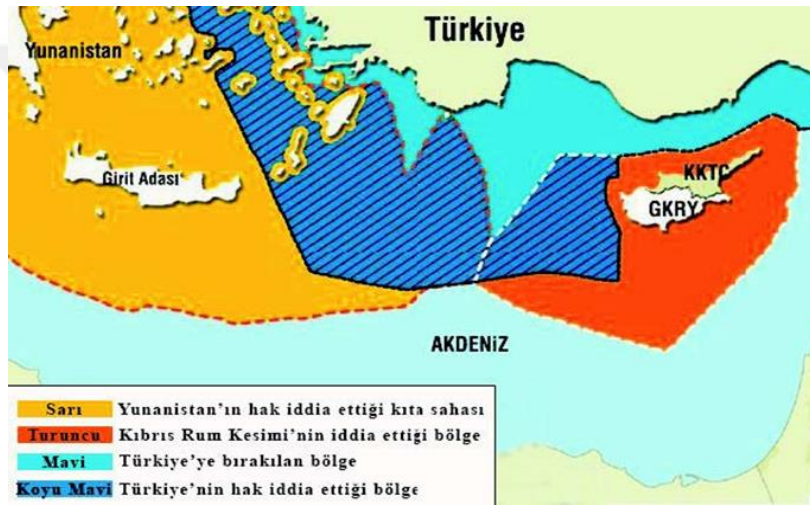 Türkiye
Yunanistan
Girit Adası
KKTC
GKRY
AKDENİZ
Sarı Yunanistan'ın hak iddia ettiği kıta sahası
Turuncu Kıbrıs Rum Kesimi'nin iddia ettiği bölge
Mavi Türkiye'ye bırakılan bölge
Koyu Mavi Türkiye'nin hak iddia ettiği bölge